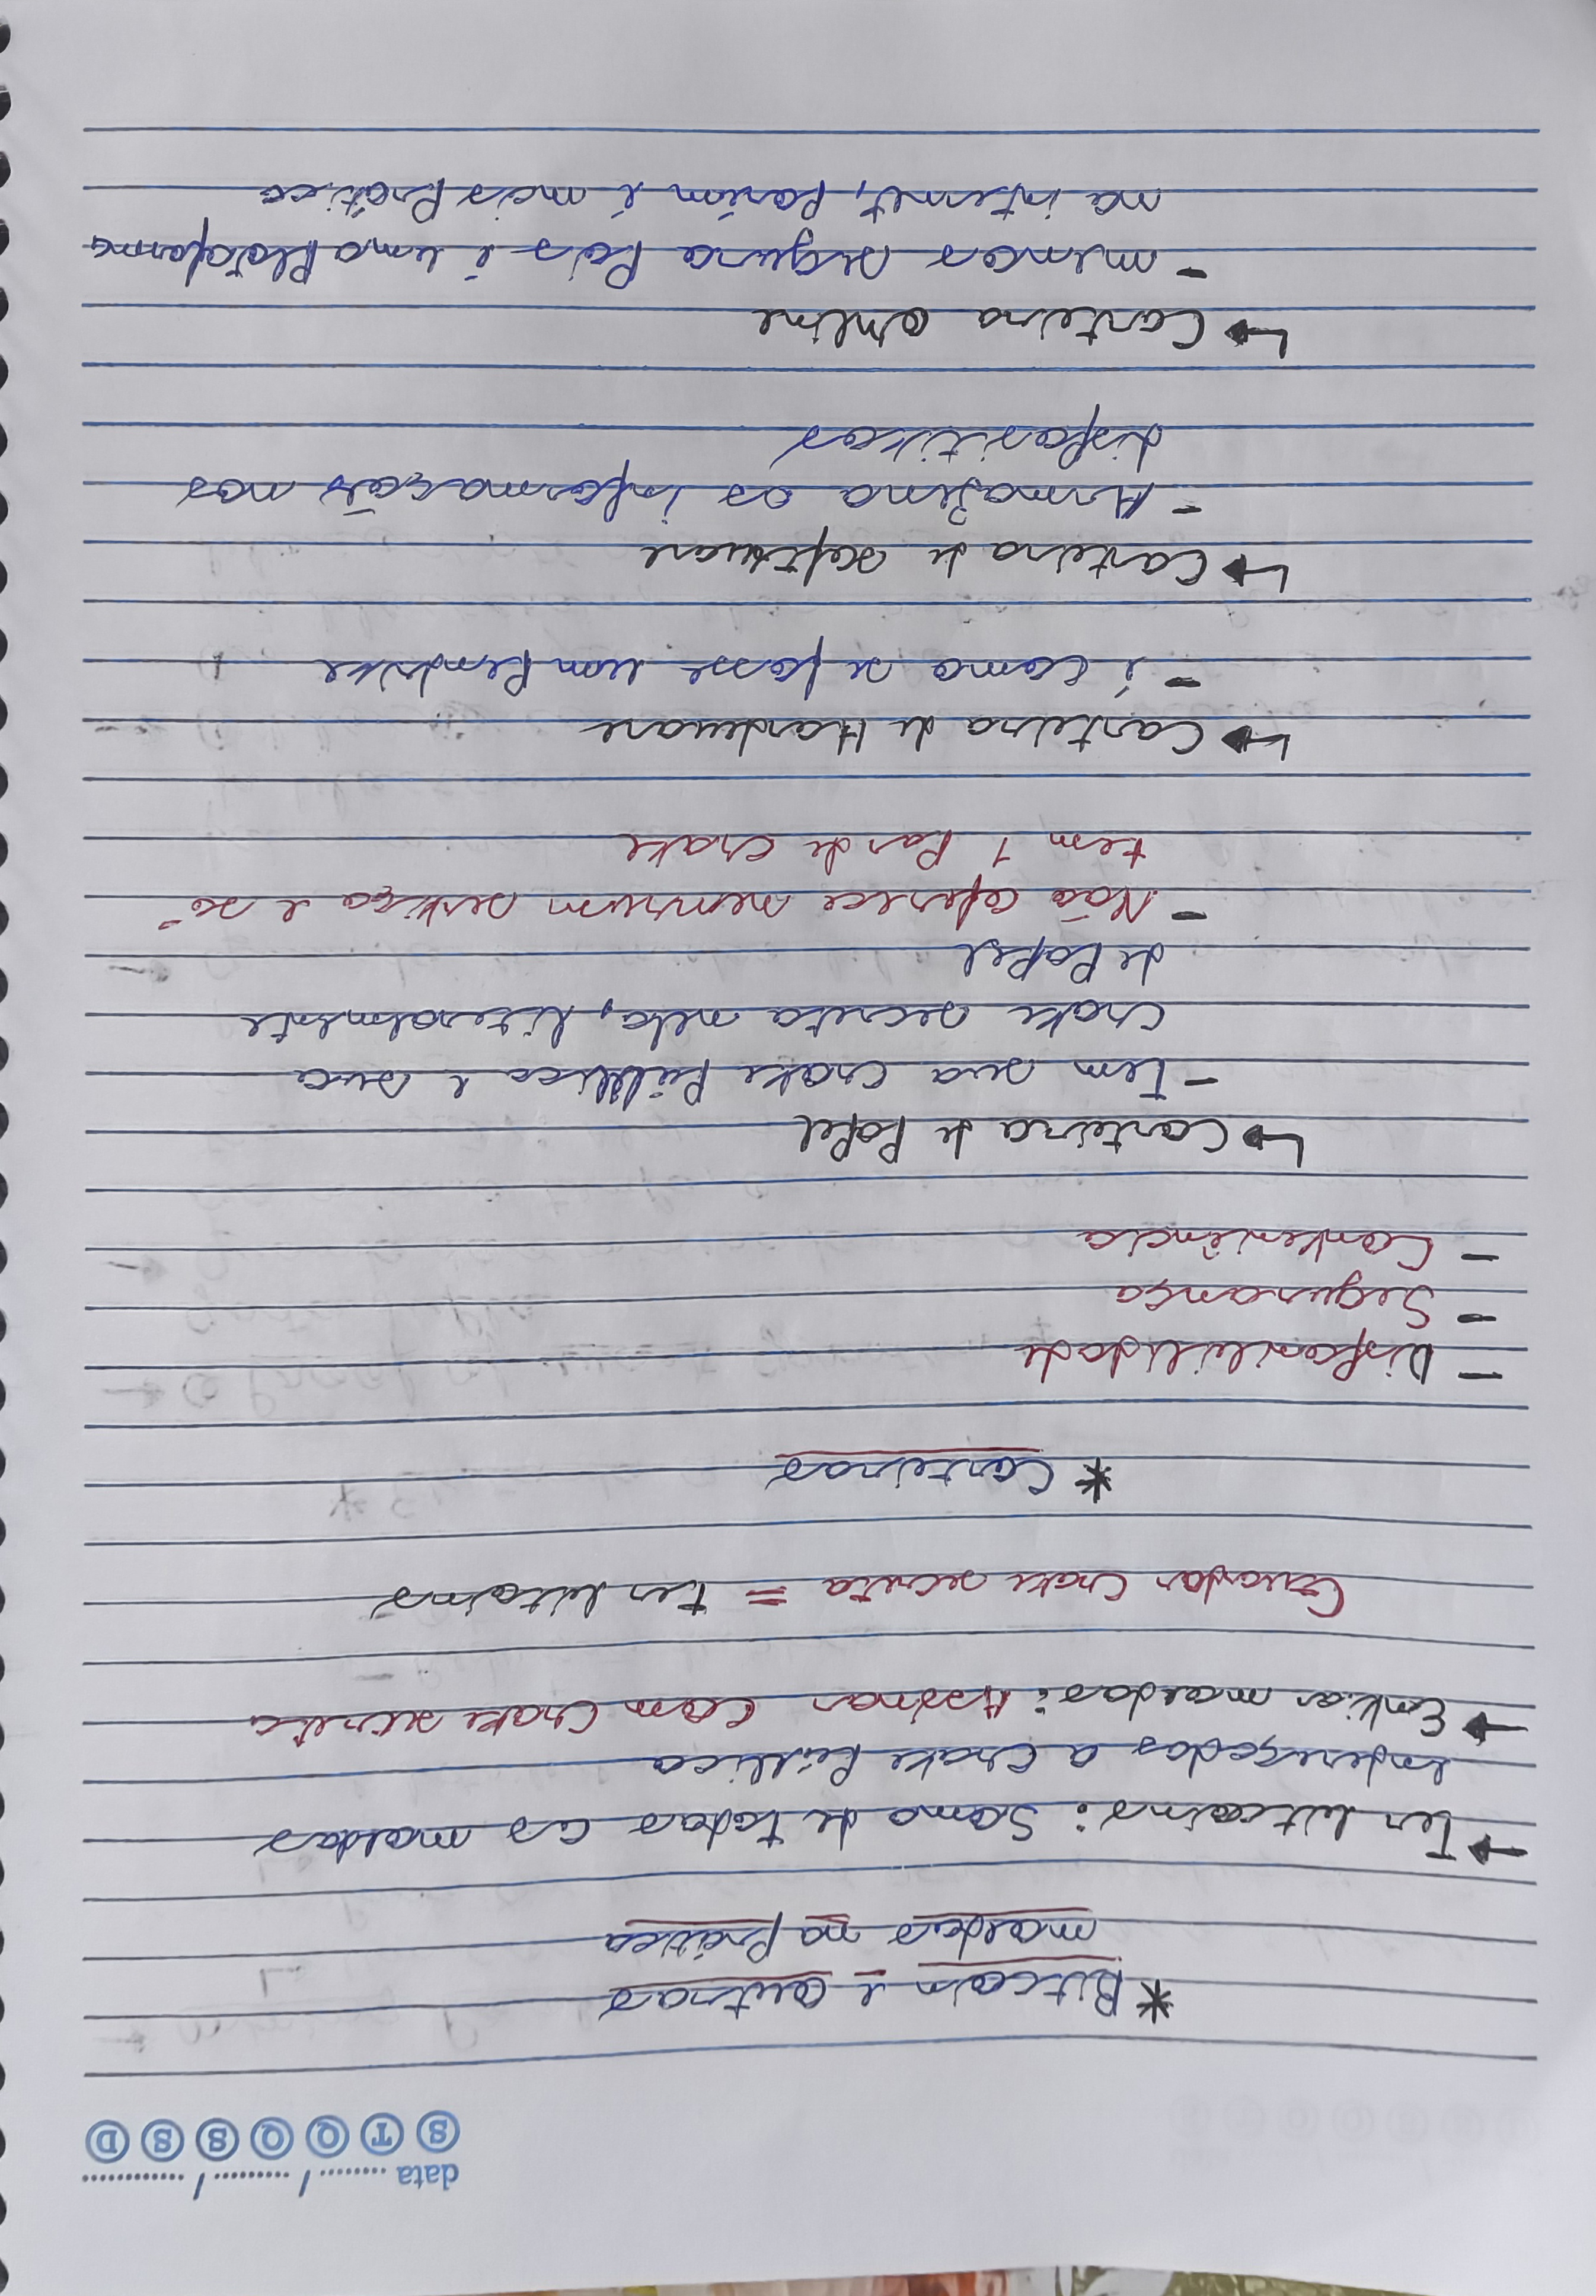 data ........ / ......... / ............
S T Q Q S S D
* Bitcoin e outras
moedas na Prática
→ Ter bitcoins: Soma de todas as moedas
endereçadas a chave Pública
→ Enviar moedas: Assinar com chave secreta
Guardar chave secreta = ter bitoins
* Carteiras
- Disponibilidade
- Segurança
- Conveniência
↳ Carteira de Papel
- Tem sua chave Pública e sua
chave secreta nela, literalmente
de Papel
- Não oferece nenhum serviço e só
tem 1 Par de chave
↳ Carteira de Hardware
- é como se fosse um Pendrive
↳ Carteira de software
- Armazena as informações nos
dispositivos
↳ Carteira online
- menos segura Pois é uma Plataforma
na internet, Porém é mais Prática